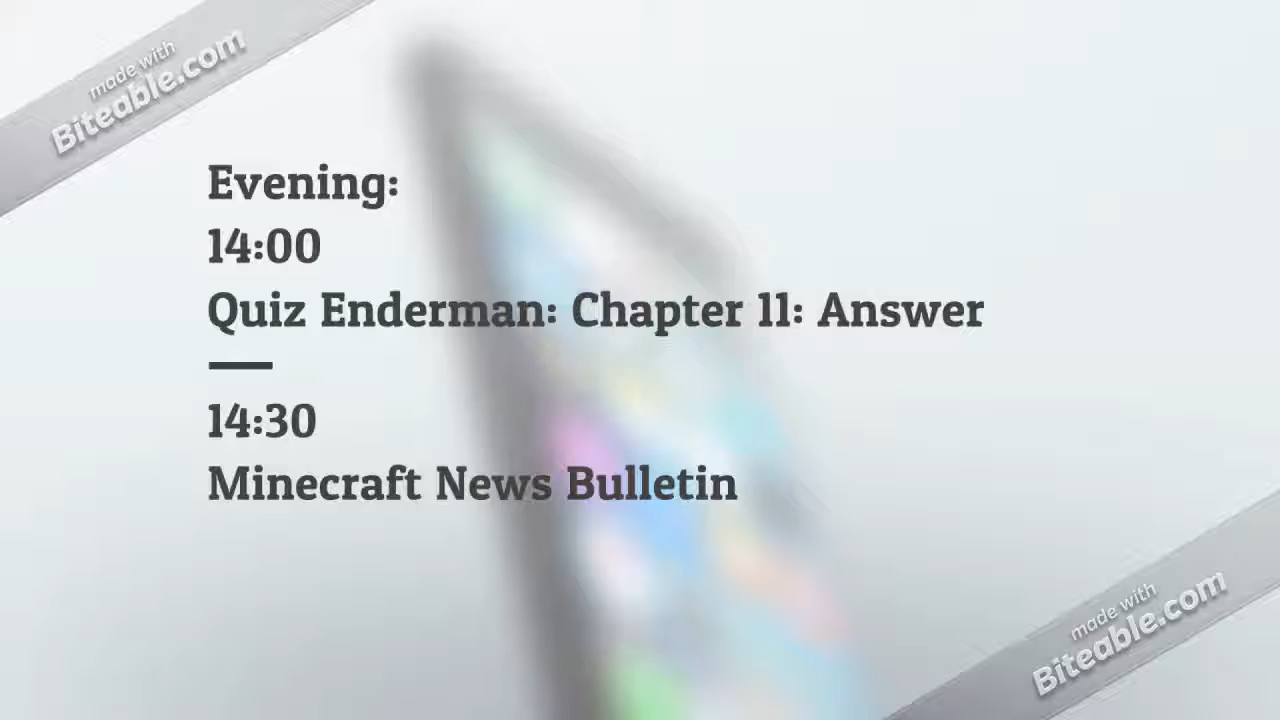 made with
Biteable.com
Evening:
14:00
Quiz Enderman: Chapter 11: Answer
14:30
Minecraft News Bulletin
made with
Biteable.com